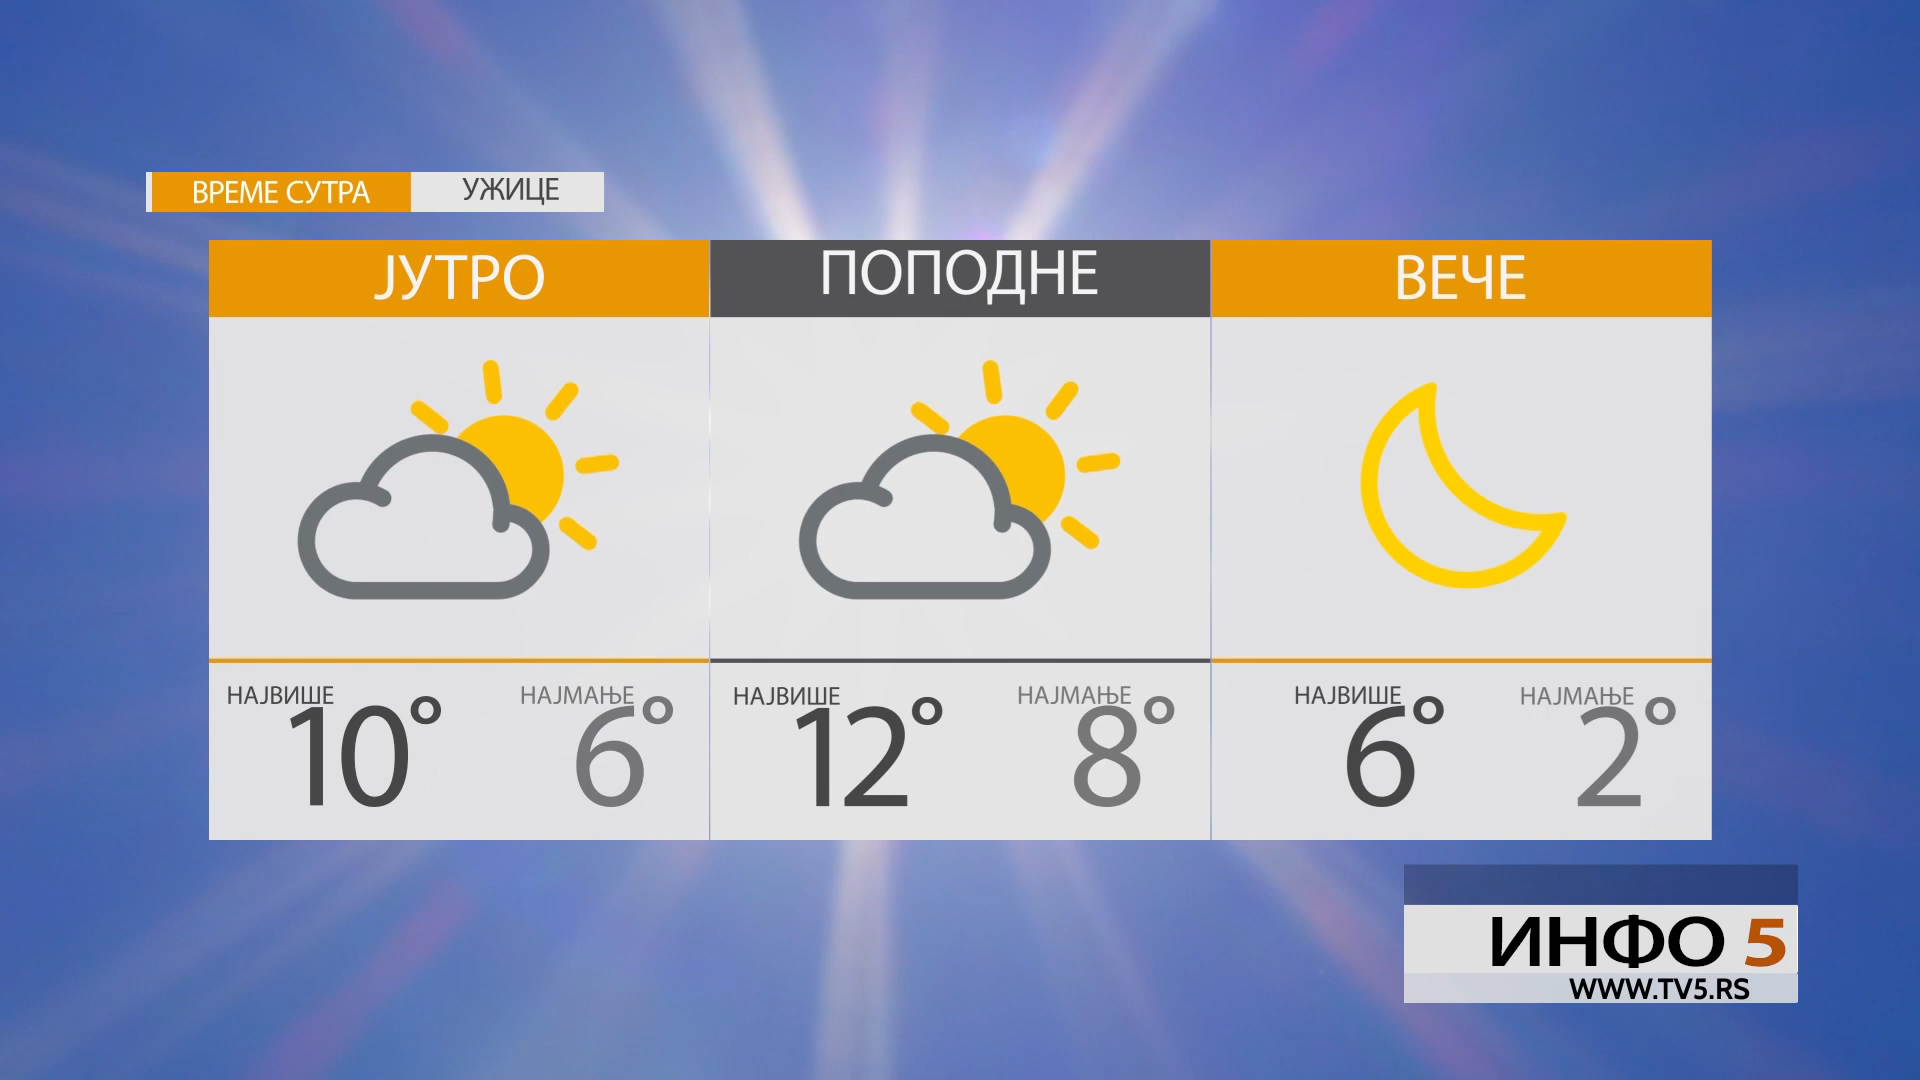 ВРЕМЕ СУТРА УЖИЦЕ
ЈУТРО
ПОПОДНЕ
ВЕЧЕ
НАЈВИШЕ
10°
НАЈМАЊЕ
6°
НАЈВИШЕ
12°
НАЈМАЊЕ
8°
НАЈВИШЕ
6°
НАЈМАЊЕ
2°
ИНФО 5
WWW.TV5.RS